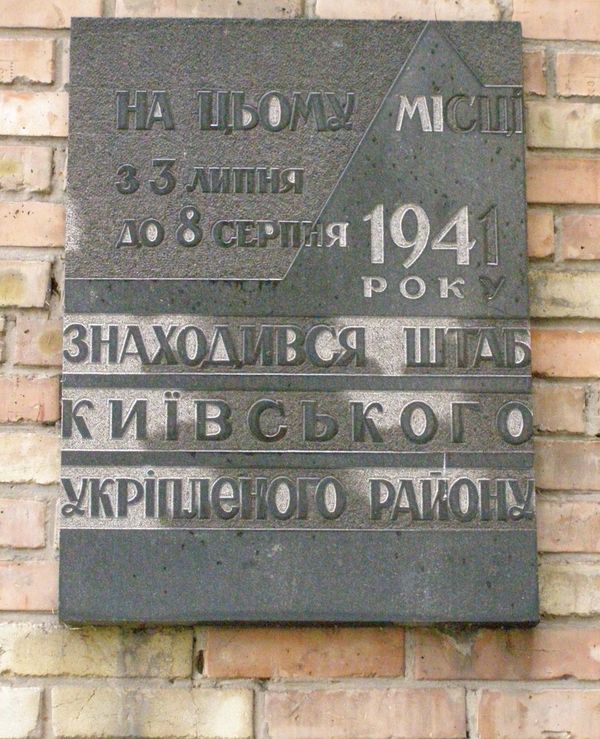 НА ЦЬОМУ МІСЦІ
З 3 ЛИПНЯ
ДО 8 СЕРПНЯ 1941
РОКУ
ЗНАХОДИВСЯ ШТАБ
КИЇВСЬКОГО
УКРІПЛЕНОГО РАЙОНУ